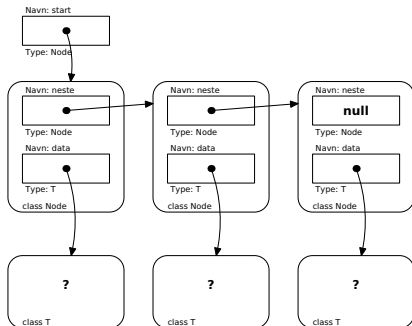 Navn: start
Type: Node
Navn: neste
Navn: neste
Navn: neste
null
Type: Node
Type: Node
Type: Node
Navn: data
Navn: data
Navn: data
Type: T
Type: T
Type: T
class Node
class Node
class Node
?
?
?
class T
class T
class T